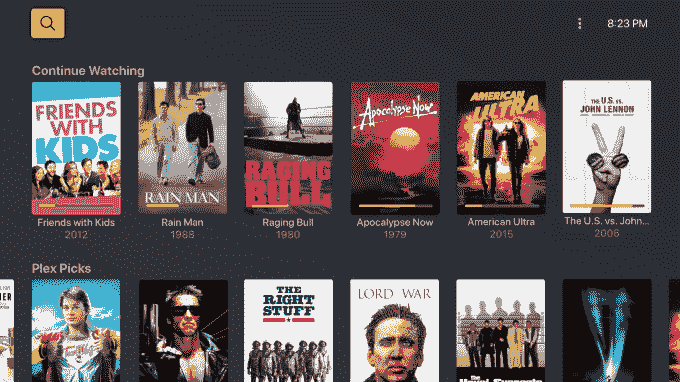 8:23 PM
Continue Watching
FRIENDS
WITH
KIDS
RAIN MAN
RAGING
BULL
Apocalypse Now
AMERICAN
ULTRA
THE U.S. vs.
JOHN LENNON
Friends with Kids
Rain Man
Raging Bull
Apocalypse Now
American Ultra
The U.S. vs. John...
2012
1988
1980
1979
2015
2006
Plex Picks
THE
RIGHT
STUFF
LORD WAR